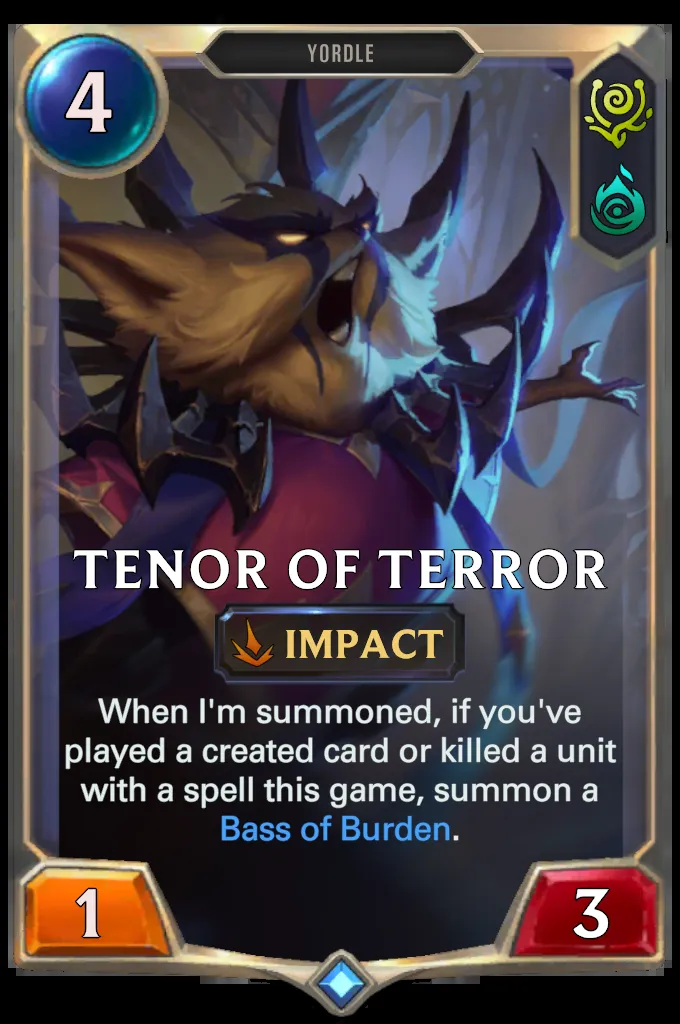 YORDLE
4
TENOR OF TERROR
IMPACT
When I'm summoned, if you've
played a created card or killed a unit
with a spell this game, summon a
Bass of Burden.
1
3